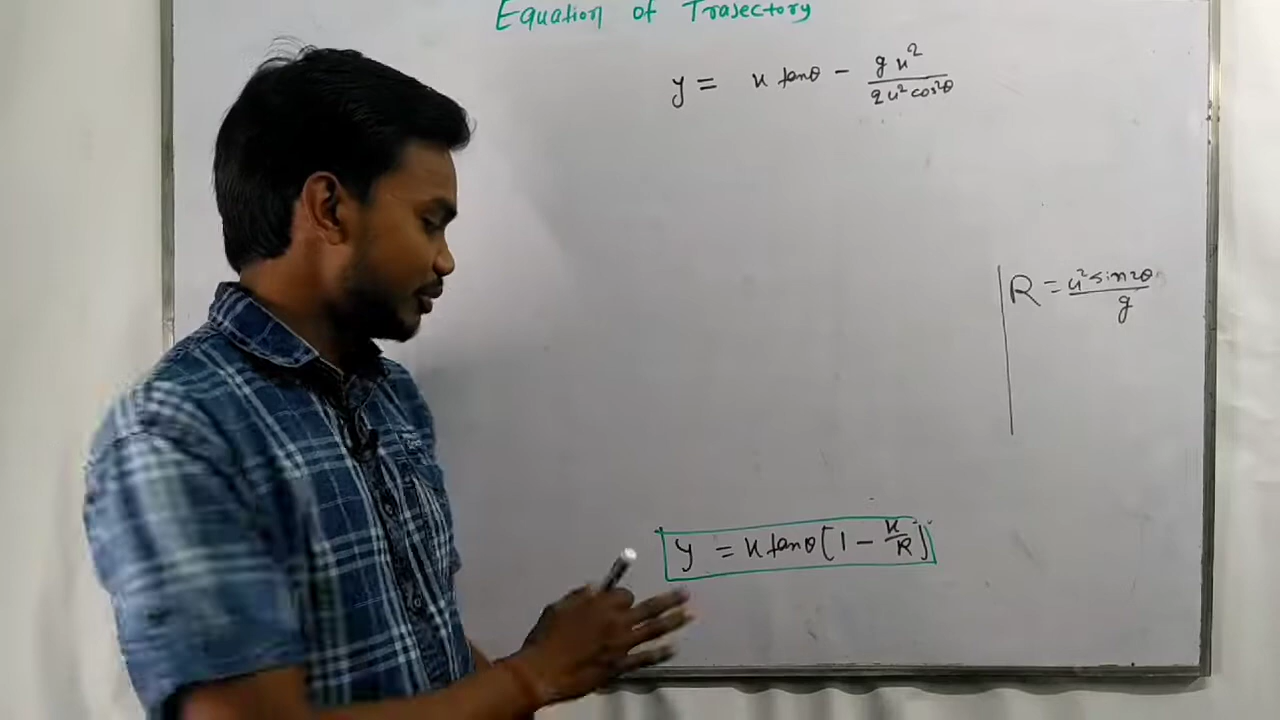 Equation of Trajectory
y = x tanθ - gx² / 2u²cos²θ
R = u²sin2θ / g
y = x tanθ (1 - x/R)